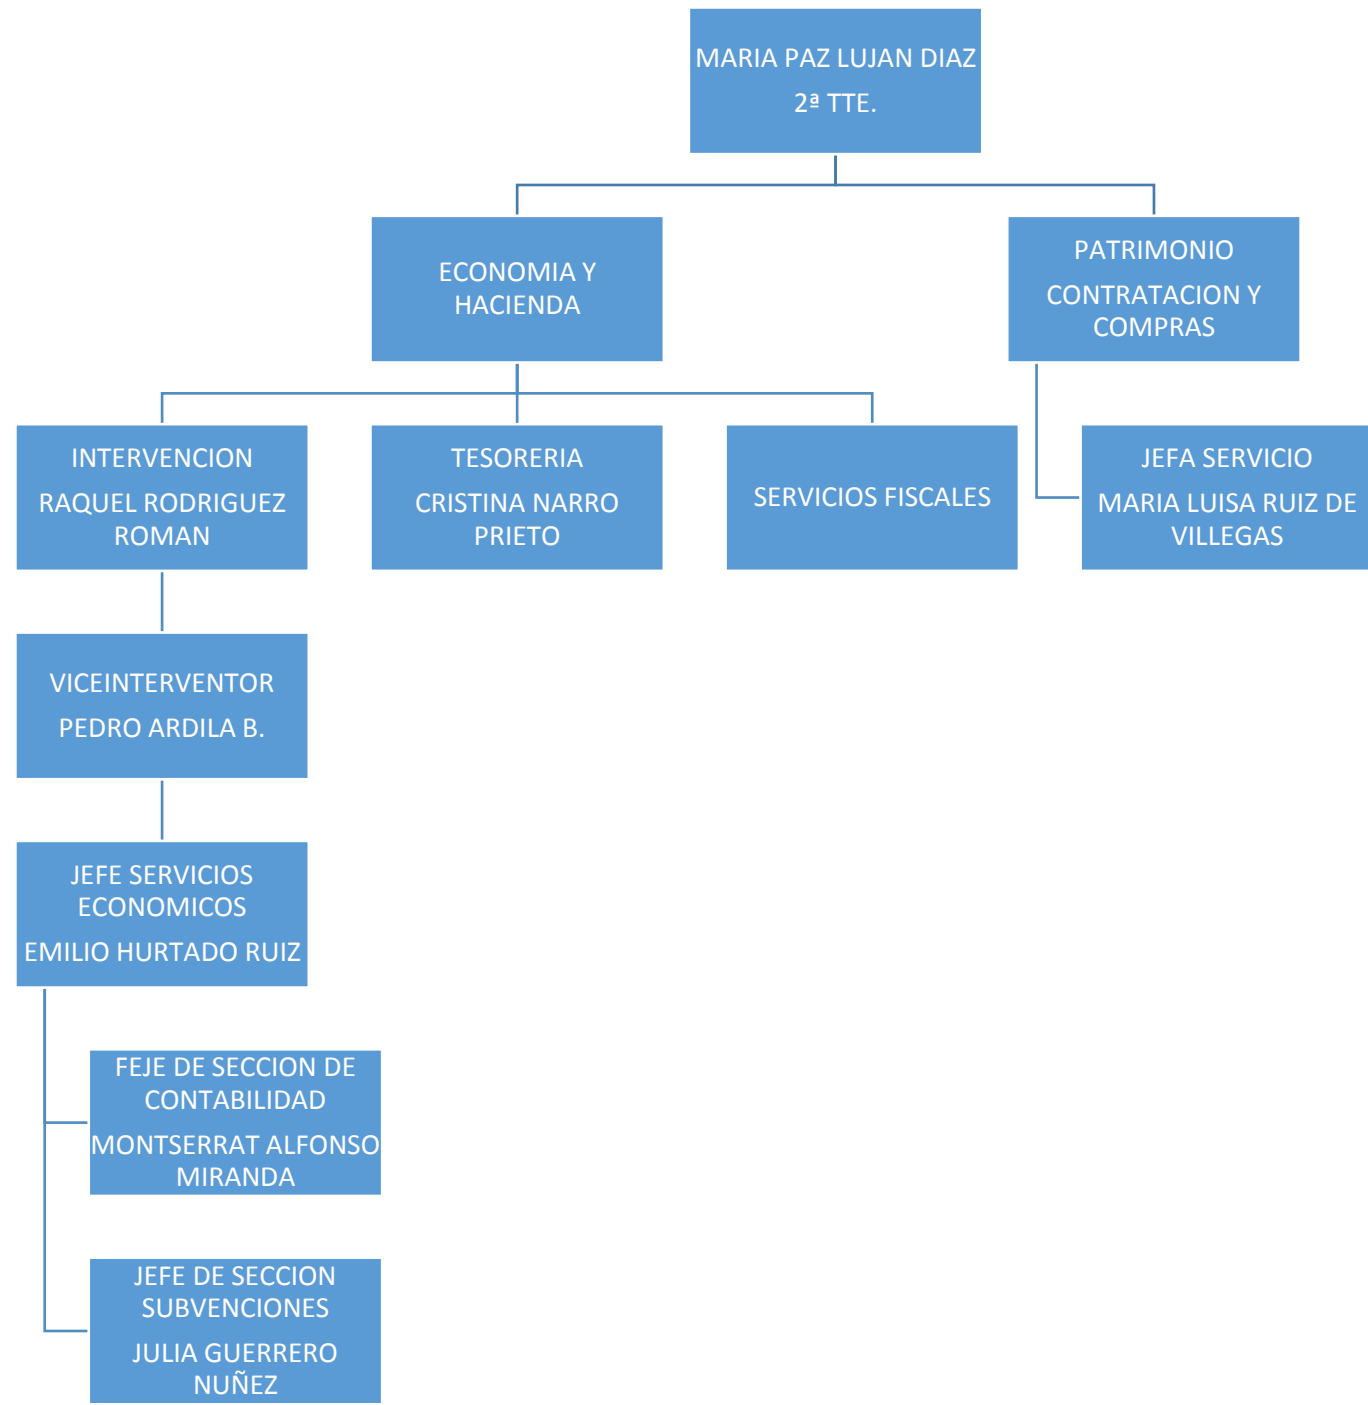 MARIA PAZ LUJAN DIAZ
2ª TTE.
ECONOMIA Y
HACIENDA
PATRIMONIO
CONTRATACION Y
COMPRAS
INTERVENCION
RAQUEL RODRIGUEZ
ROMAN
TESORERIA
CRISTINA NARRO
PRIETO
SERVICIOS FISCALES
JEFA SERVICIO
MARIA LUISA RUIZ DE
VILLEGAS
VICEINTERVENTOR
PEDRO ARDILA B.
JEFE SERVICIOS
ECONOMICOS
EMILIO HURTADO RUIZ
FEJE DE SECCION DE
CONTABILIDAD
MONTSERRAT ALFONSO
MIRANDA
JEFE DE SECCION
SUBVENCIONES
JULIA GUERRERO
NUÑEZ